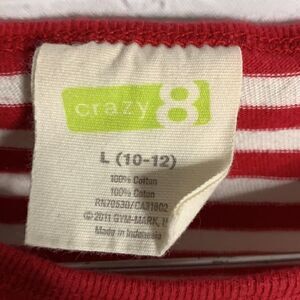 crazy 8
L (10-12)
100% Cotton
100% Coton
RN70530/CA31802
©2011 GYM-MARK, I
Made in Indonesia